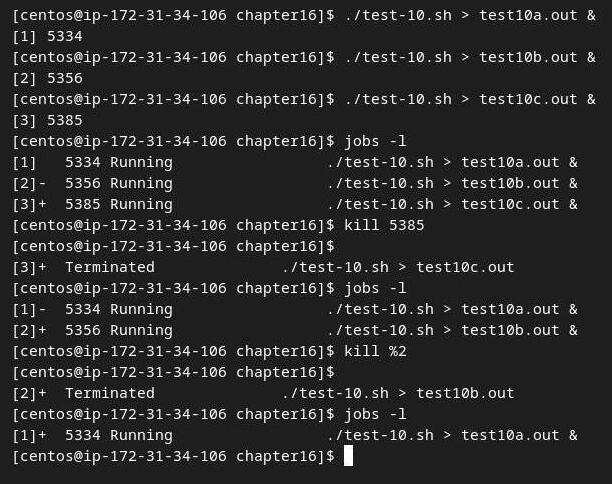 [centos@ip-172-31-34-106 chapter16]$ ./test-10.sh > test10a.out &
[1] 5334
[centos@ip-172-31-34-106 chapter16]$ ./test-10.sh > test10b.out &
[2] 5356
[centos@ip-172-31-34-106 chapter16]$ ./test-10.sh > test10c.out &
[3] 5385
[centos@ip-172-31-34-106 chapter16]$ jobs -l
[1]   5334 Running                 ./test-10.sh > test10a.out &
[2]-  5356 Running                 ./test-10.sh > test10b.out &
[3]+  5385 Running                 ./test-10.sh > test10c.out &
[centos@ip-172-31-34-106 chapter16]$ kill 5385
[centos@ip-172-31-34-106 chapter16]$
[3]+  Terminated              ./test-10.sh > test10c.out
[centos@ip-172-31-34-106 chapter16]$ jobs -l
[1]-  5334 Running                 ./test-10.sh > test10a.out &
[2]+  5356 Running                 ./test-10.sh > test10b.out &
[centos@ip-172-31-34-106 chapter16]$ kill %2
[centos@ip-172-31-34-106 chapter16]$
[2]+  Terminated              ./test-10.sh > test10b.out
[centos@ip-172-31-34-106 chapter16]$ jobs -l
[1]+  5334 Running                 ./test-10.sh > test10a.out &
[centos@ip-172-31-34-106 chapter16]$